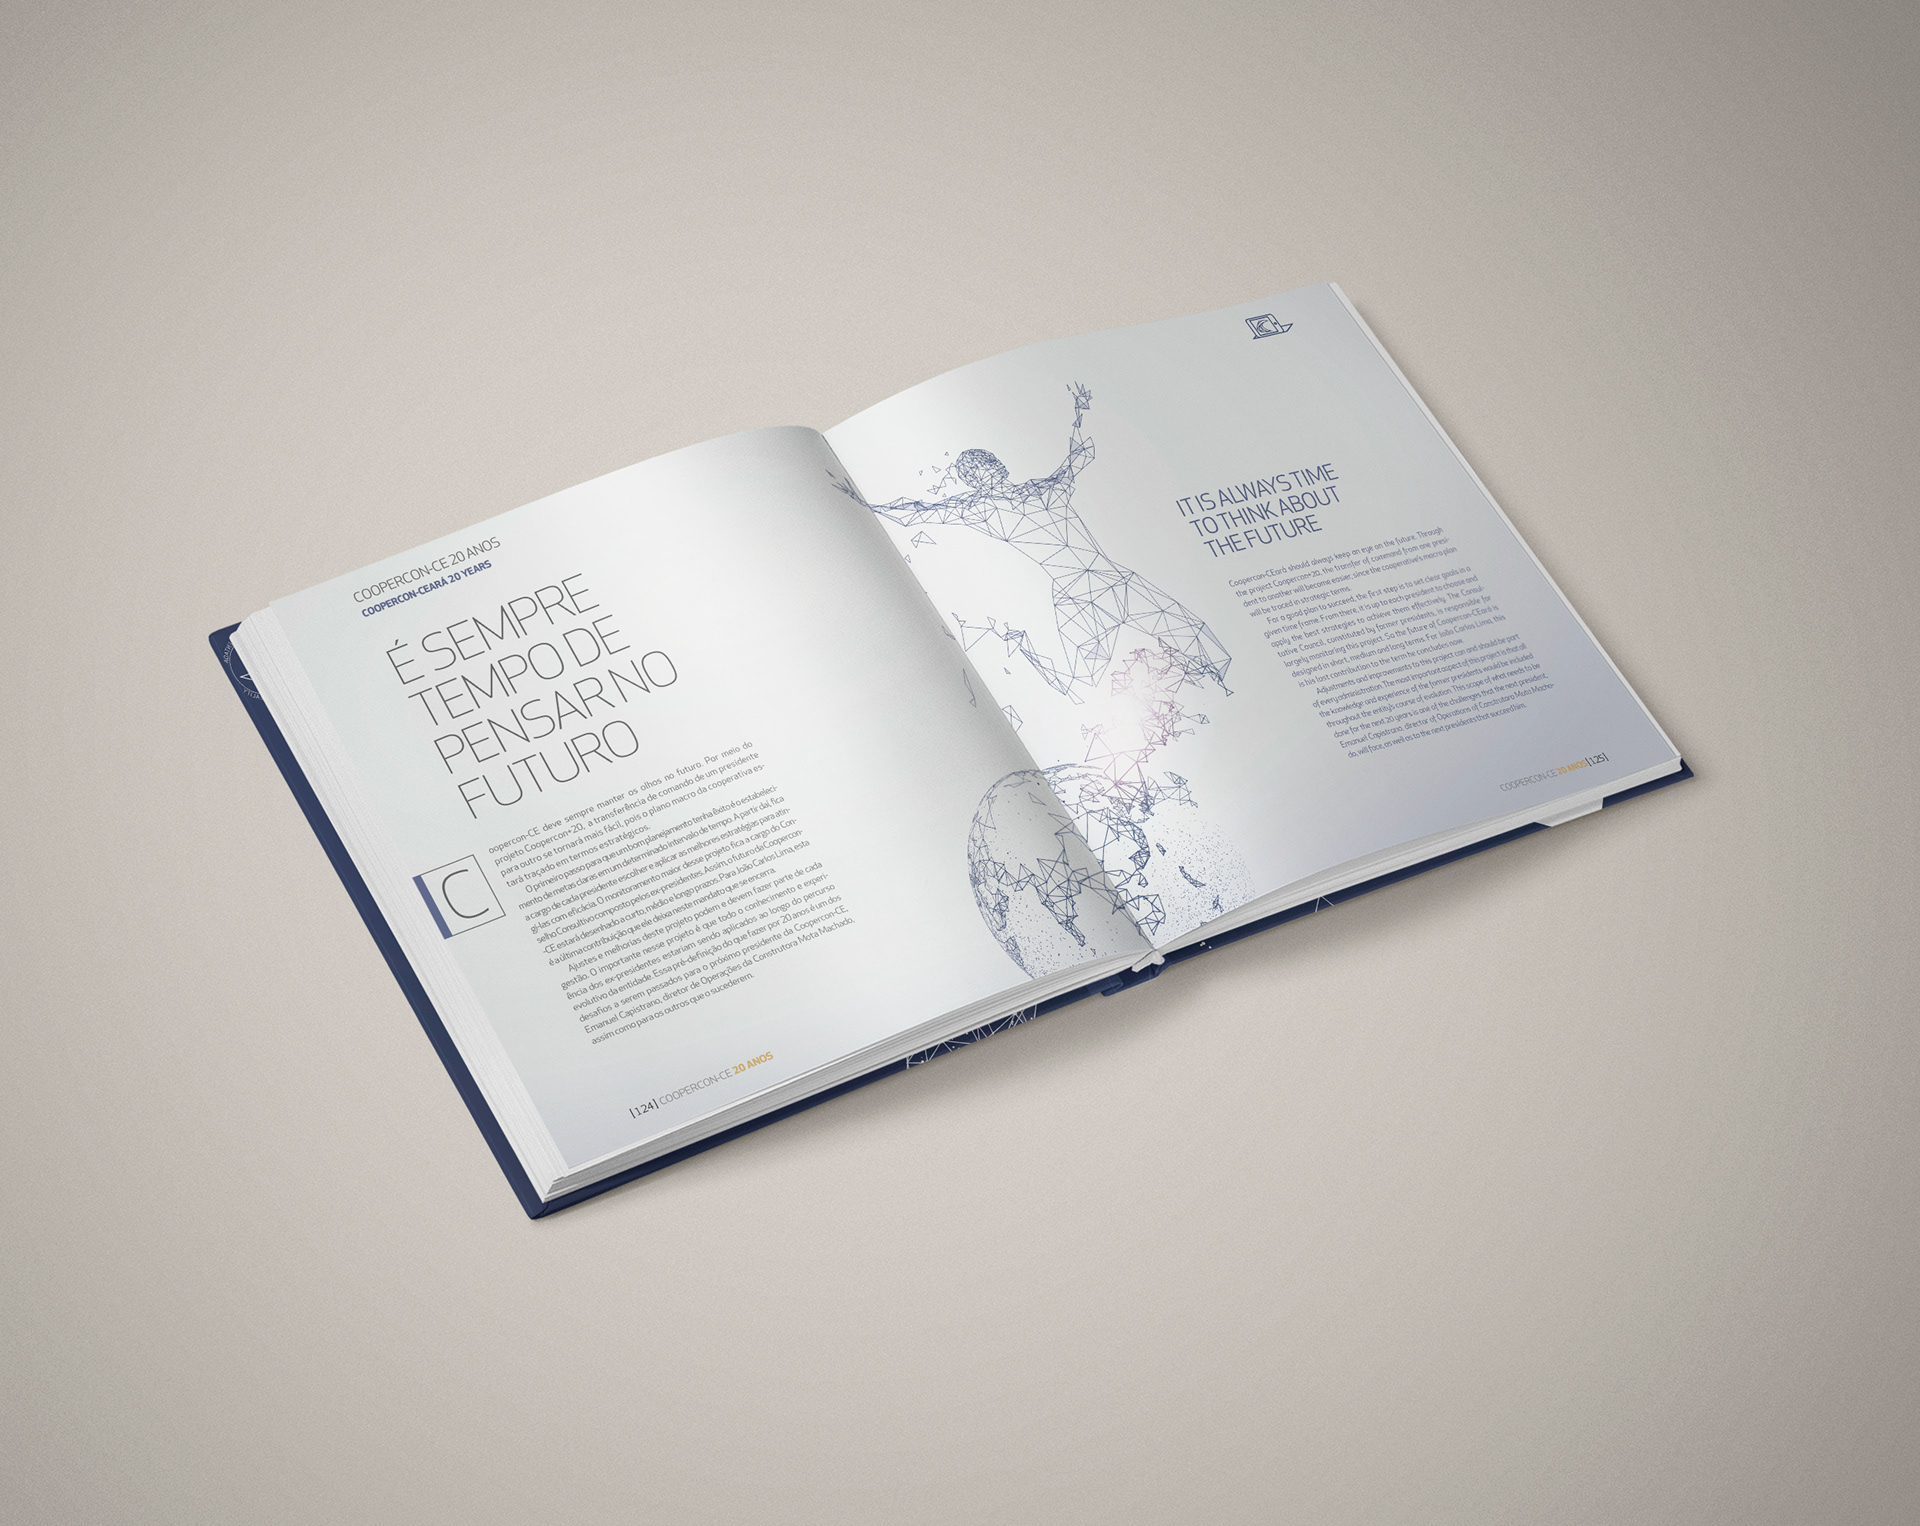 COOPERCON-CE 20 ANOS
COOPERCON-CEARÁ 20 YEARS
É SEMPRE
TEMPO DE
PENSAR NO
FUTURO
C
oopercon-CE deve sempre manter os olhos no futuro. Por meio do
projeto Coopercon+20, a transferência de comando de um presidente
para outro se tornará mais fácil, pois o plano macro da cooperativa es-
tará traçado em termos estratégicos.
O primeiro passo para que um bom planejamento tenha êxito é o estabeleci-
mento de metas claras em um determinado intervalo de tempo. A partir daí, fica
a cargo de cada presidente escolher e aplicar as melhores estratégias para atin-
gi-las com eficácia. O monitoramento maior desse projeto fica a cargo do Con-
selho Consultivo composto pelos ex-presidentes. Assim, o futuro da Coopercon-
-CE estará desenhado a curto, médio e longo prazos. Para João Carlos Lima, esta
é a última contribuição que ele deixa neste mandato que se encerra.
Ajustes e melhorias deste projeto podem e devem fazer parte de cada
gestão. O importante nesse projeto é que todo o conhecimento e experi-
ência dos ex-presidentes estariam sendo aplicados ao longo do percurso
evolutivo da entidade. Essa pré-definição do que fazer por 20 anos é um dos
desafios a serem passados para o próximo presidente da Coopercon-CE,
Emanuel Capistrano, diretor de Operações da Construtora Mota Machado,
assim como para os outros que o sucederem.
[124] COOPERCON-CE 20 ANOS
IT IS ALWAYS TIME
TO THINK ABOUT
THE FUTURE
Coopercon-CEará should always keep an eye on the future. Through
the project Coopercon+20, the transfer of command from one presi-
dent to another will become easier, since the cooperative's macro plan
will be traced in strategic terms.
For a good plan to succeed, the first step is to set clear goals in a
given time frame. From there, it is up to each president to choose and
apply the best strategies to achieve them effectively. The Consul-
tative Council, constituted by former presidents, is responsible for
largely monitoring this project. So the future of Coopercon-CEará is
designed in short, medium and long terms. For João Carlos Lima, this
is his last contribution to the term he concludes now.
Adjustments and improvements to this project can and should be part
of every administration. The most important aspect of this project is that all
the knowledge and experience of the former presidents would be included
throughout the entity's course of evolution. This scope of what needs to be
done for the next 20 years is one of the challenges that the next president,
Emanuel Capistrano, director of Operations of Construtora Mota Macha-
do, will face, as well as to the next presidents that succeed him.
COOPERCON-CE 20 ANOS [125]